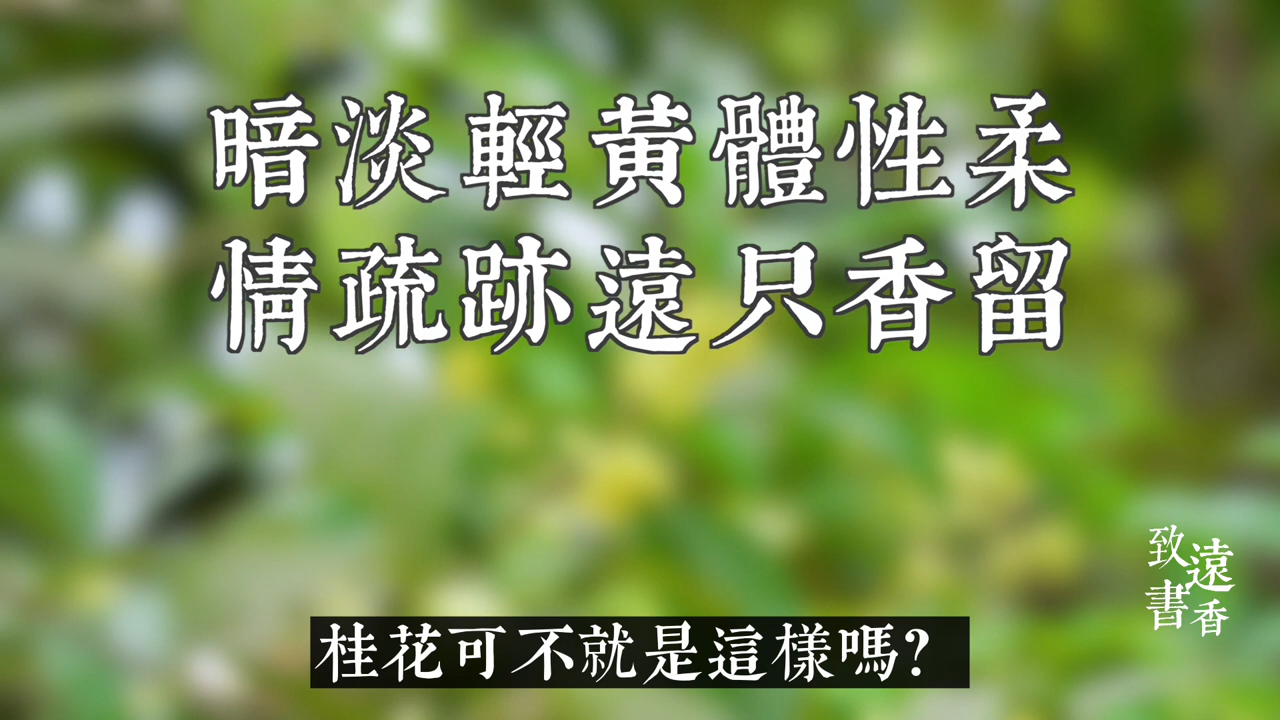 暗淡輕黃體性柔
情疏跡遠只香留
致遠
書香
桂花可不就是這樣嗎？